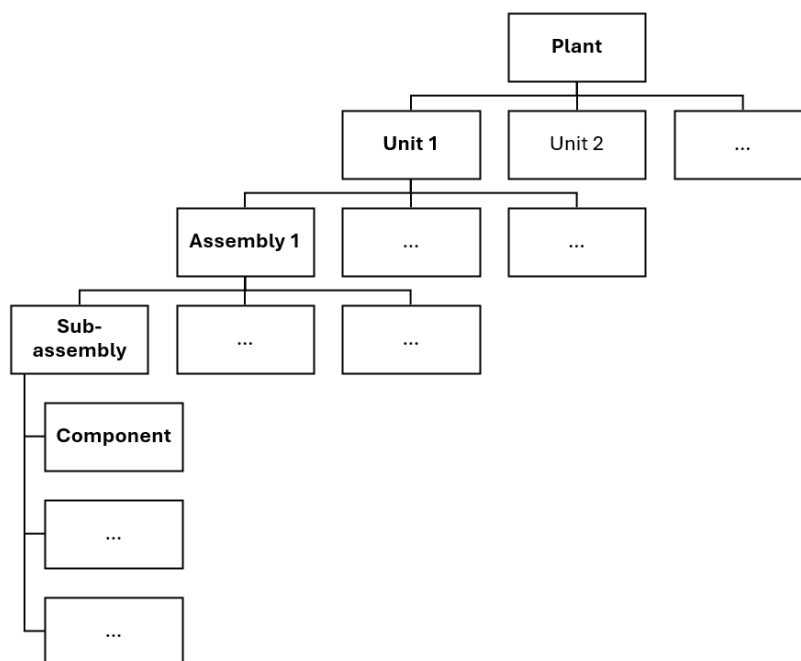 Plant
Unit 1
Unit 2
...
Assembly 1
...
...
Sub-
assembly
...
...
Component
...
...